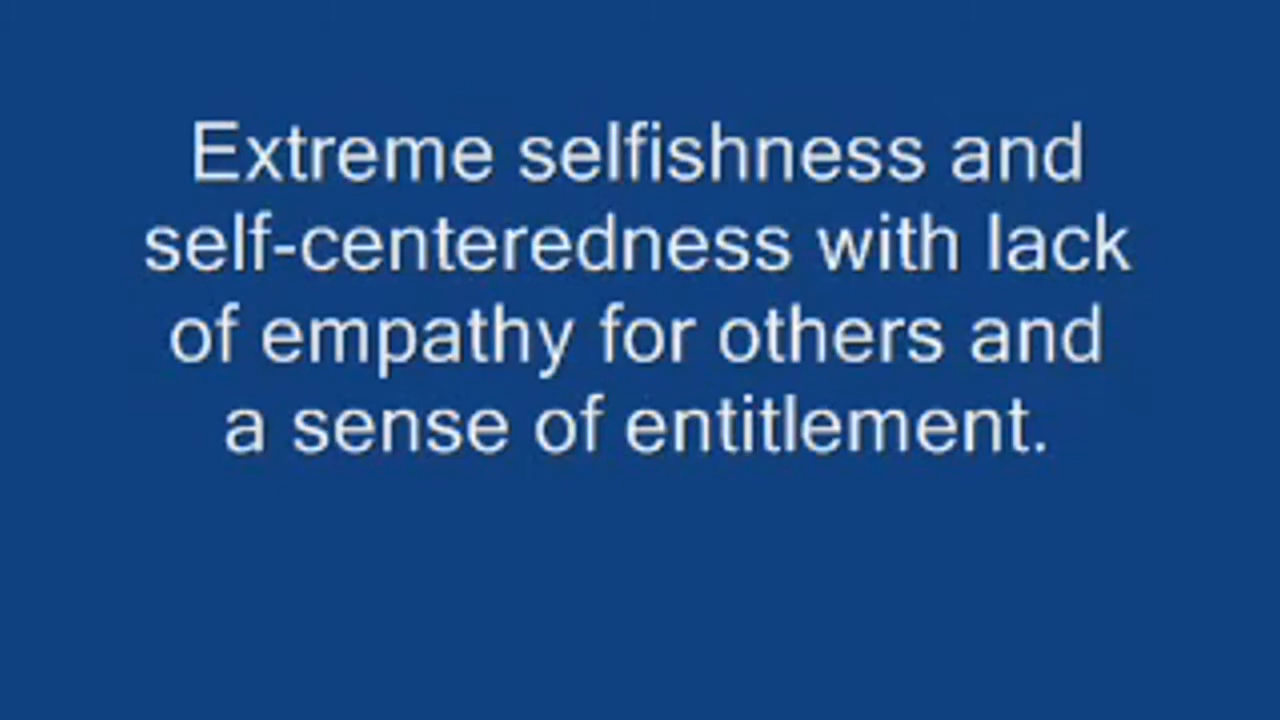 Extreme selfishness and
self-centeredness with lack
of empathy for others and
a sense of entitlement.